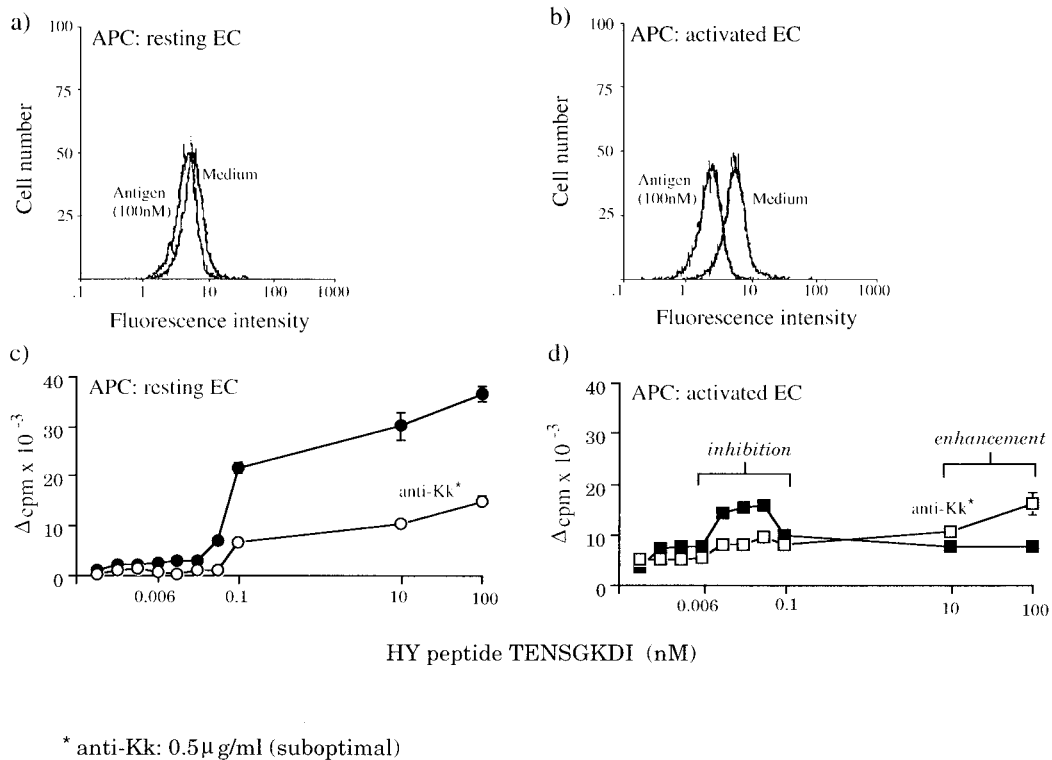 a)
APC: resting EC
100
75
50
25
0
Cell number
Antigen
(100nM)
Medium
.1 1 10 100 1000
Fluorescence intensity
b)
APC: activated EC
100
75
50
25
0
Cell number
Antigen
(100nM)
Medium
.1 1 10 100 1000
Fluorescence intensity
c)
APC: resting EC
40
30
20
10
0
Δcpm x 10⁻³
anti-Kk*
0.006 0.1 10 100
d)
APC: activated EC
40
30
20
10
0
Δcpm x 10⁻³
inhibition
enhancement
anti-Kk*
0.006 0.1 10 100
HY peptide TENSGKDI (nM)
* anti-Kk: 0.5μg/ml (suboptimal)